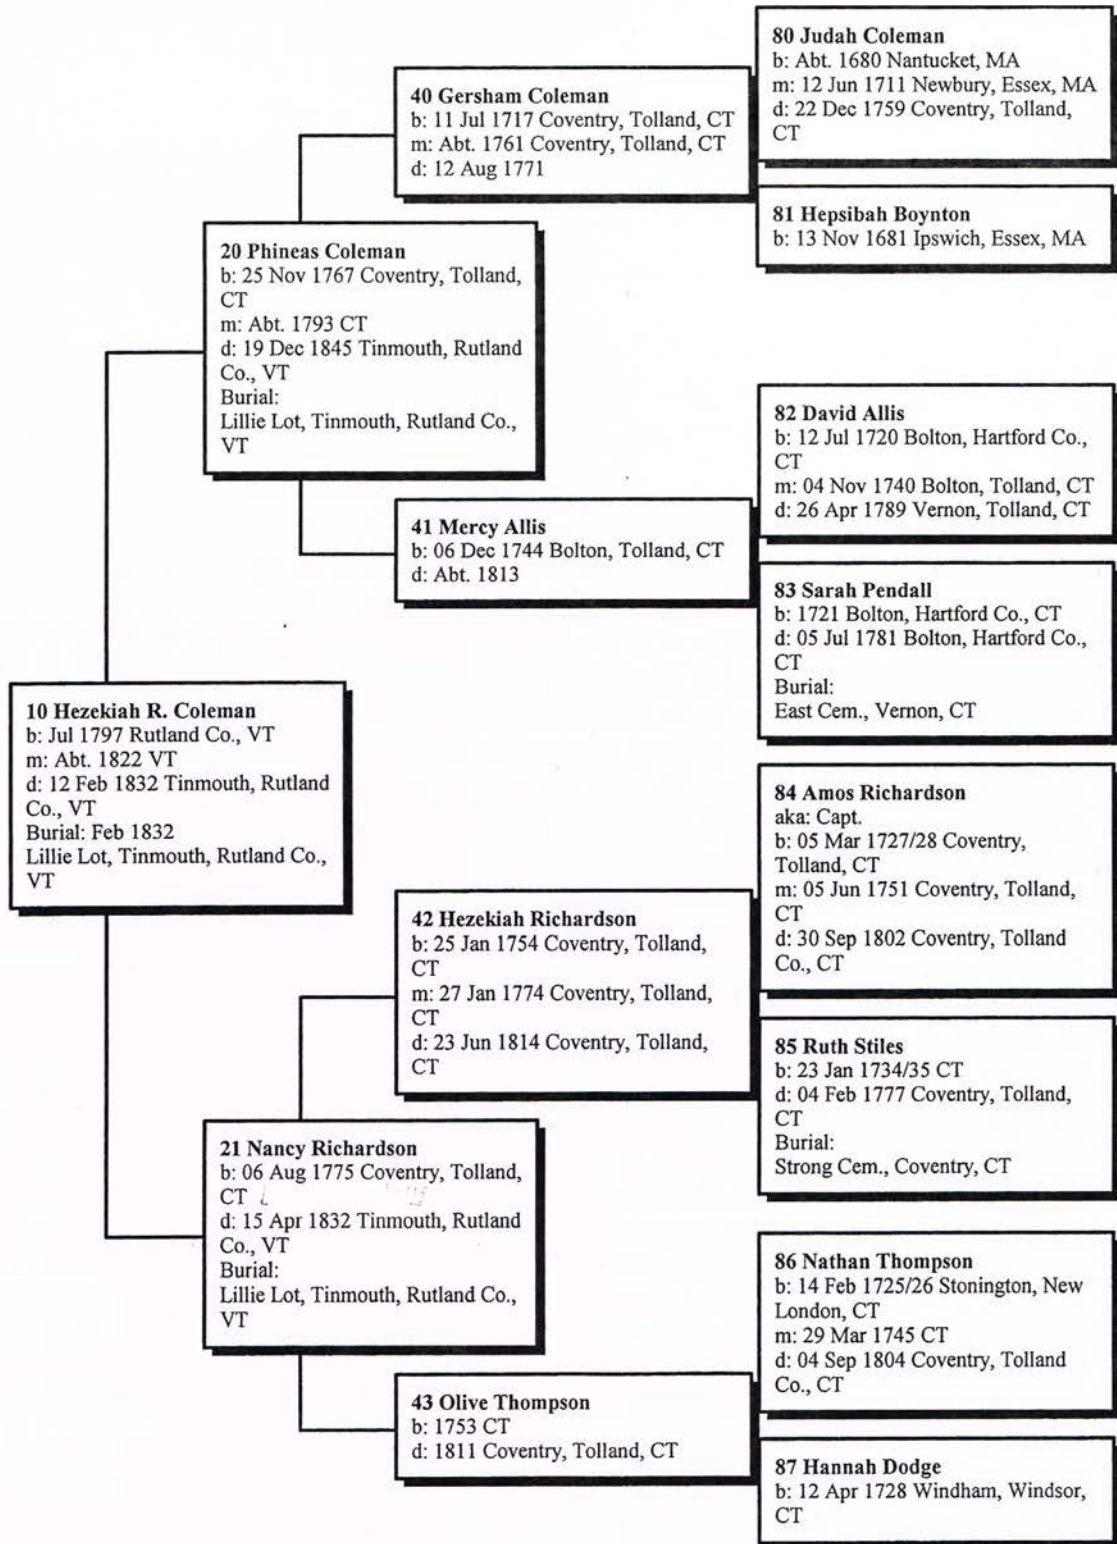 80 Judah Coleman
b: Abt. 1680 Nantucket, MA
m: 12 Jun 1711 Newbury, Essex, MA
d: 22 Dec 1759 Coventry, Tolland,
CT
40 Gersham Coleman
b: 11 Jul 1717 Coventry, Tolland, CT
m: Abt. 1761 Coventry, Tolland, CT
d: 12 Aug 1771
81 Hepsibah Boynton
b: 13 Nov 1681 Ipswich, Essex, MA
20 Phineas Coleman
b: 25 Nov 1767 Coventry, Tolland,
CT
m: Abt. 1793 CT
d: 19 Dec 1845 Tinmouth, Rutland
Co., VT
Burial:
Lillie Lot, Tinmouth, Rutland Co.,
VT
82 David Allis
b: 12 Jul 1720 Bolton, Hartford Co.,
CT
m: 04 Nov 1740 Bolton, Tolland, CT
d: 26 Apr 1789 Vernon, Tolland, CT
41 Mercy Allis
b: 06 Dec 1744 Bolton, Tolland, CT
d: Abt. 1813
83 Sarah Pendall
b: 1721 Bolton, Hartford Co., CT
d: 05 Jul 1781 Bolton, Hartford Co.,
CT
Burial:
East Cem., Vernon, CT
10 Hezekiah R. Coleman
b: Jul 1797 Rutland Co., VT
m: Abt. 1822 VT
d: 12 Feb 1832 Tinmouth, Rutland
Co., VT
Burial: Feb 1832
Lillie Lot, Tinmouth, Rutland Co.,
VT
84 Amos Richardson
aka: Capt.
b: 05 Mar 1727/28 Coventry,
Tolland, CT
m: 05 Jun 1751 Coventry, Tolland,
CT
d: 30 Sep 1802 Coventry, Tolland
Co., CT
42 Hezekiah Richardson
b: 25 Jan 1754 Coventry, Tolland,
CT
m: 27 Jan 1774 Coventry, Tolland,
CT
d: 23 Jun 1814 Coventry, Tolland,
CT
85 Ruth Stiles
b: 23 Jan 1734/35 CT
d: 04 Feb 1777 Coventry, Tolland,
CT
Burial:
Strong Cem., Coventry, CT
21 Nancy Richardson
b: 06 Aug 1775 Coventry, Tolland,
CT
d: 15 Apr 1832 Tinmouth, Rutland
Co., VT
Burial:
Lillie Lot, Tinmouth, Rutland Co.,
VT
86 Nathan Thompson
b: 14 Feb 1725/26 Stonington, New
London, CT
m: 29 Mar 1745 CT
d: 04 Sep 1804 Coventry, Tolland
Co., CT
43 Olive Thompson
b: 1753 CT
d: 1811 Coventry, Tolland, CT
87 Hannah Dodge
b: 12 Apr 1728 Windham, Windsor,
CT